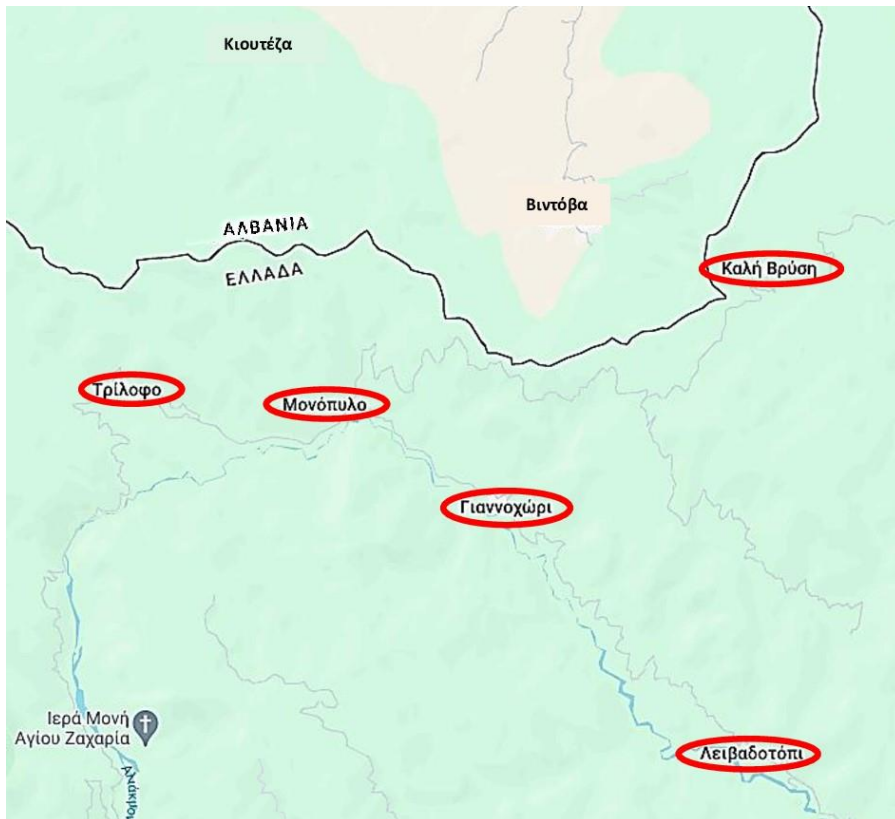 Κιουτέζα
Βιντόβα
ΑΛΒΑΝΙΑ
ΕΛΛΑΔΑ
Καλή Βρύση
Τρίλοφο
Μονόπυλο
Γιαννοχώρι
Ιερά Μονή
Αγίου Ζαχαρία
Λειβαδοτόπι